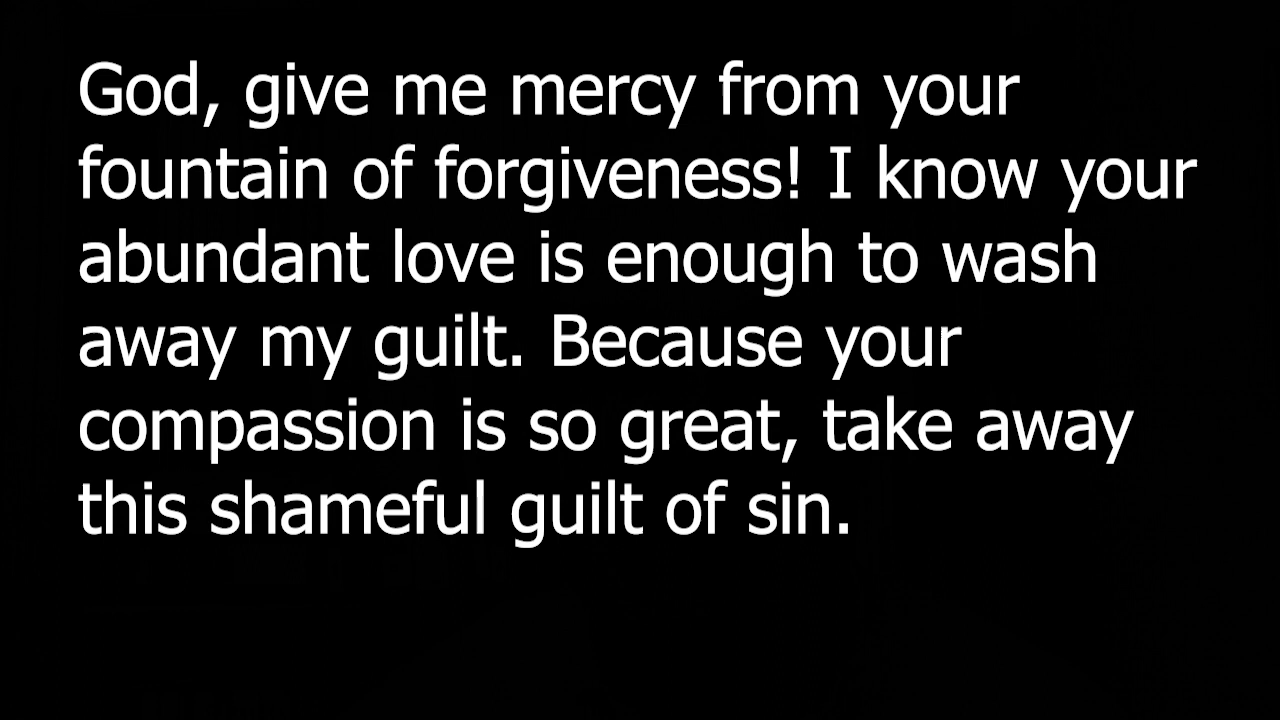 God, give me mercy from your
fountain of forgiveness! I know your
abundant love is enough to wash
away my guilt. Because your
compassion is so great, take away
this shameful guilt of sin.